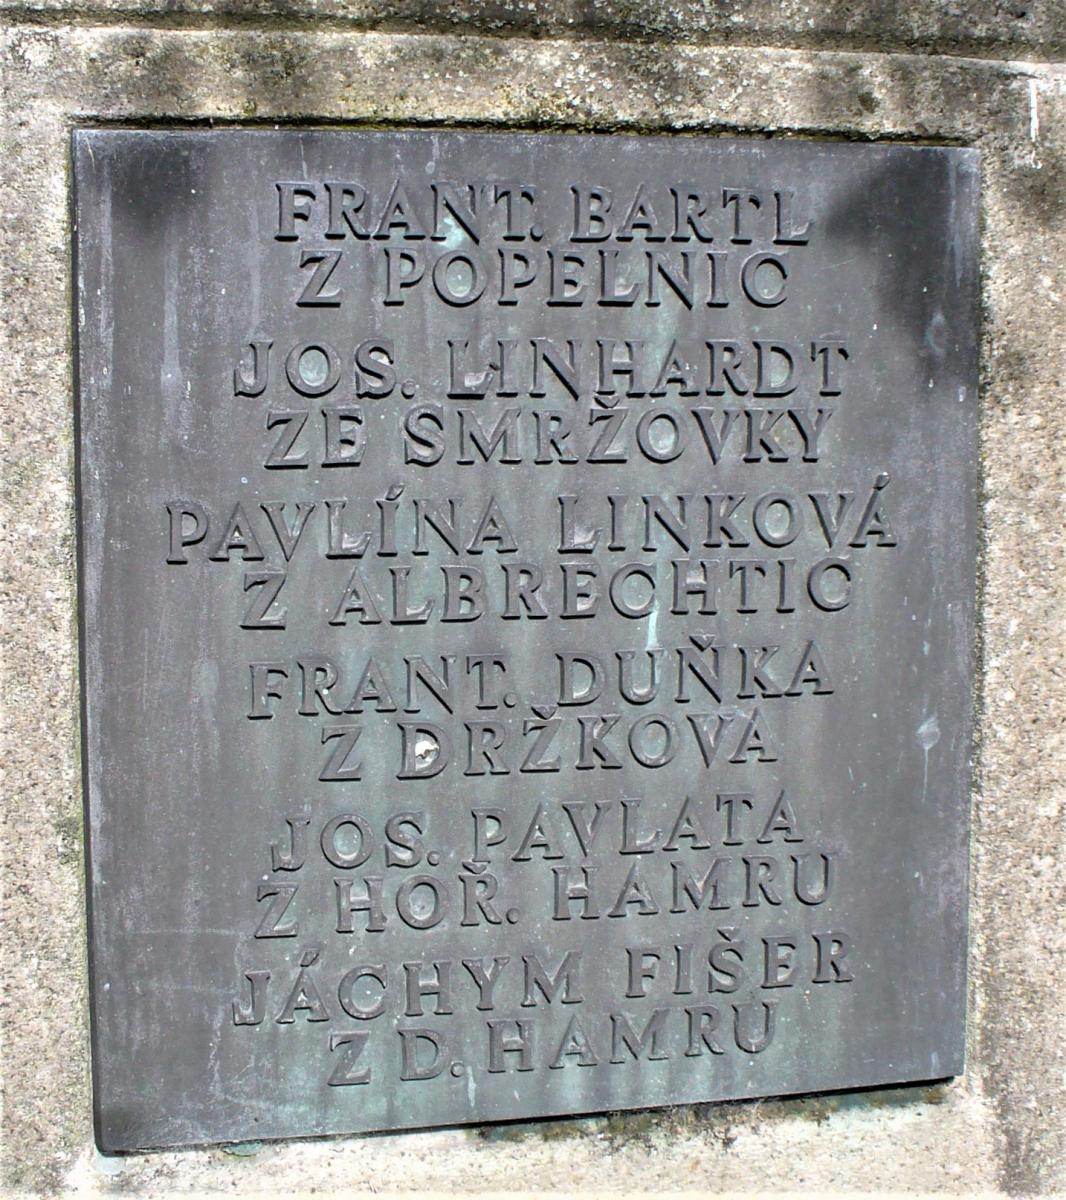 FRANT. BARTL
Z POPELNIC
JOS. LINHARDT
ZE SMRŽOVKY
PAVLÍNA LINKOVÁ
Z ALBRECHTIC
FRANT. DUŇKA
Z DRŽKOVA
JOS. PAVLATA
Z HOŘ. HAMRU
JÁCHYM FIŠER
Z D. HAMRU